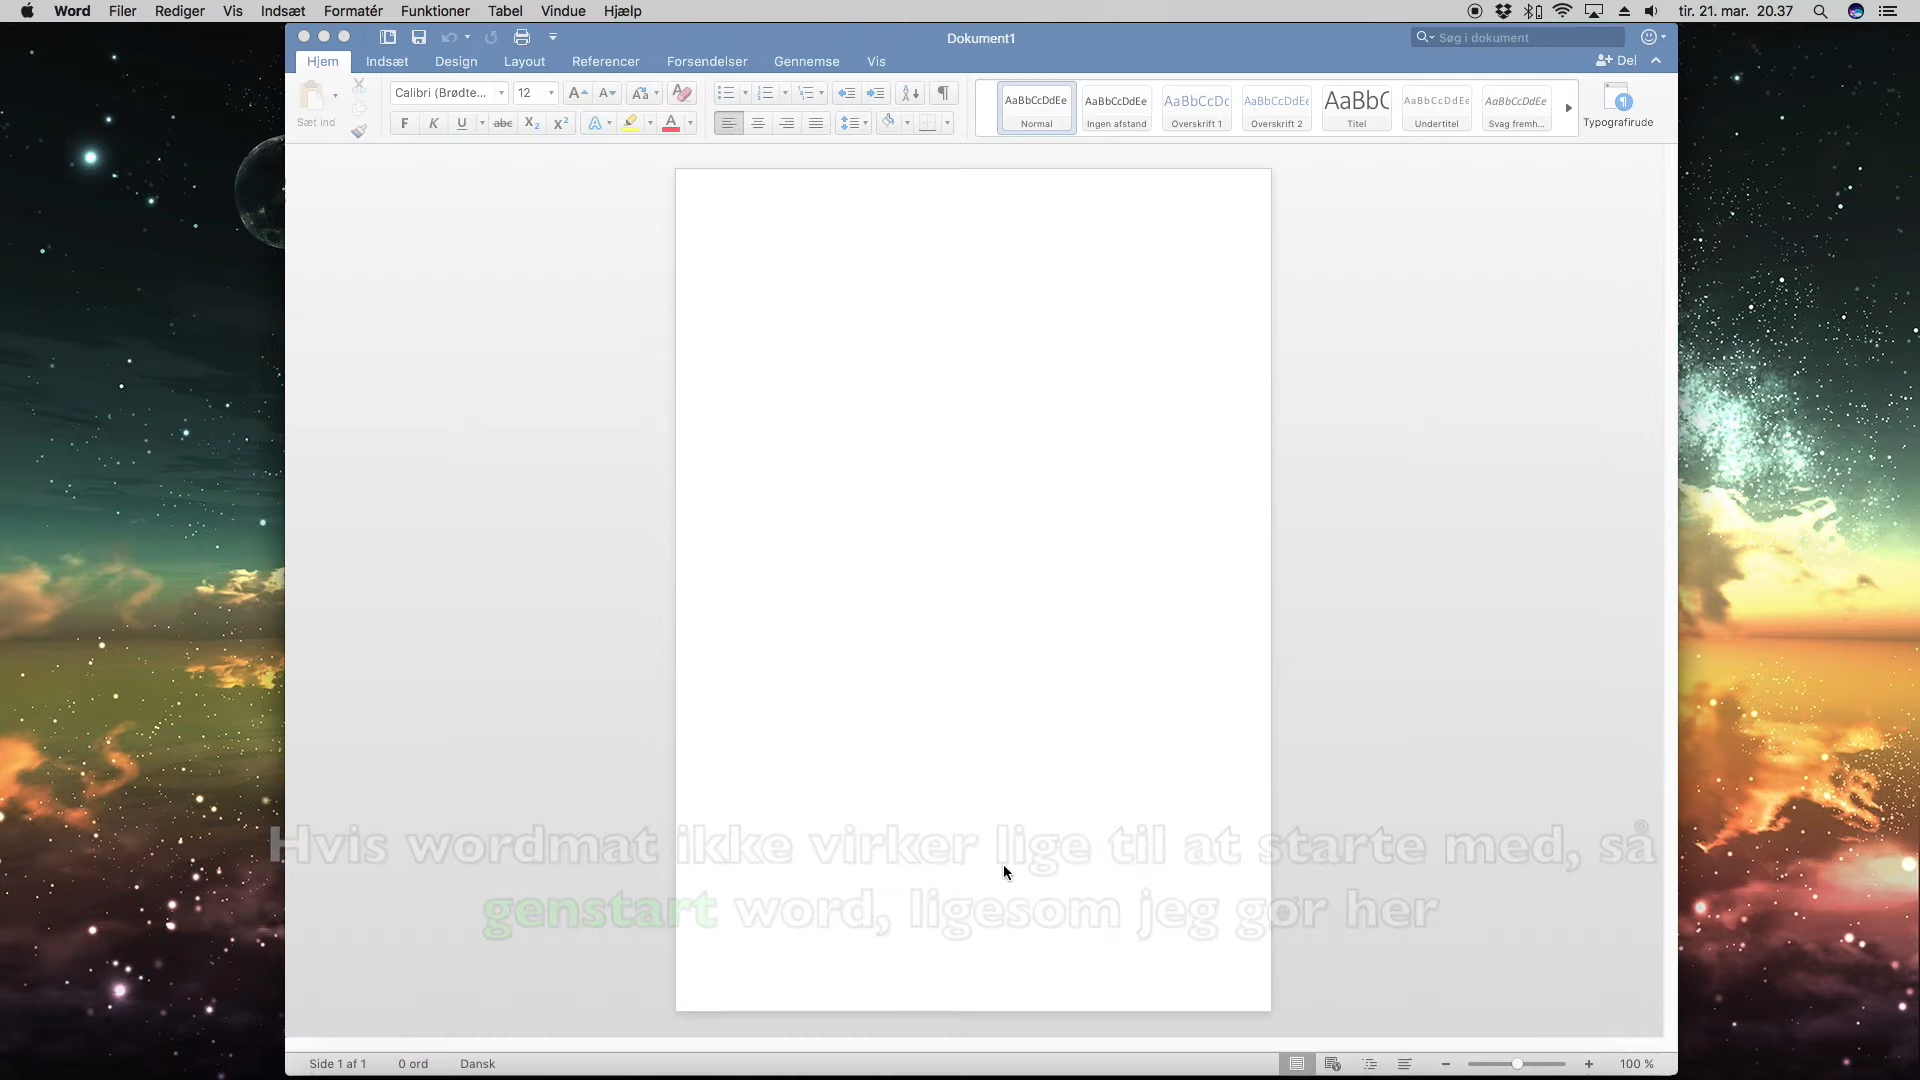 Word Filer Rediger Vis Indsæt Formatér Funktioner Tabel Vindue Hjælp tir. 21. mar. 20.37
Dokument1 Søg i dokument
Hjem Indsæt Design Layout Referencer Forsendelser Gennemse Vis Del
Calibri (Brødte... 12 AaBbCcDdEe AaBbCcDdEe AaBbCcDc AaBbCcDdEe AaBbC AaBbCcDdEe AaBbCcDdEe
Sæt ind F K U abc X₂ X² A A Normal Ingen afstand Overskrift 1 Overskrift 2 Titel Undertitel Svag fremh... Typografirude
Hvis wordmat ikke virker lige til at starte med, så
genstart word, ligesom jeg gør her
Side 1 af 1 0 ord Dansk 100 %